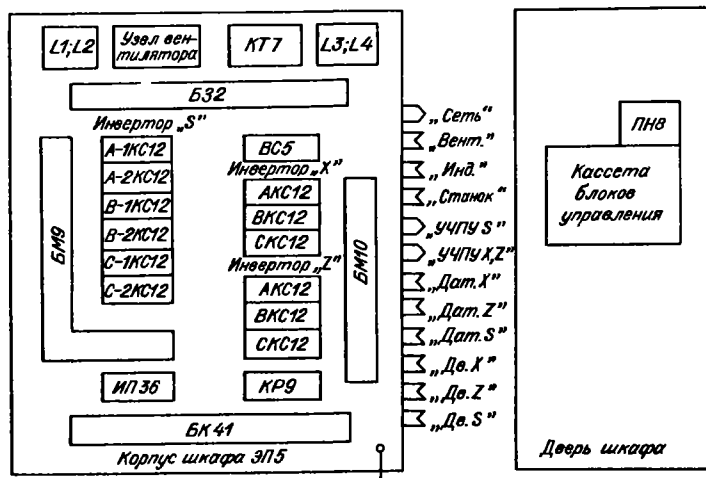 L1;L2
Узел вен-
тилятора
КТ7
L3;L4
БЗ2
Инвертор „S"
А-1КС12
А-2КС12
В-1КС12
В-2КС12
С-1КС12
С-2КС12
БМ9
ВС5
Инвертор „X"
АКС12
ВКС12
СКС12
Инвертор „Z"
АКС12
ВКС12
СКС12
БМ10
ИП36
КР9
БК41
Корпус шкафа ЭП5
„Сеть"
„Вент."
„Инд."
„Станок"
„УЧПУ S"
„УЧПУ X,Z"
„Дат. X"
„Дат. Z"
„Дат. S"
„Дв. X"
„Дв. Z"
„Дв. S"
ПН8
Кассета
блоков
управления
Дверь шкафа